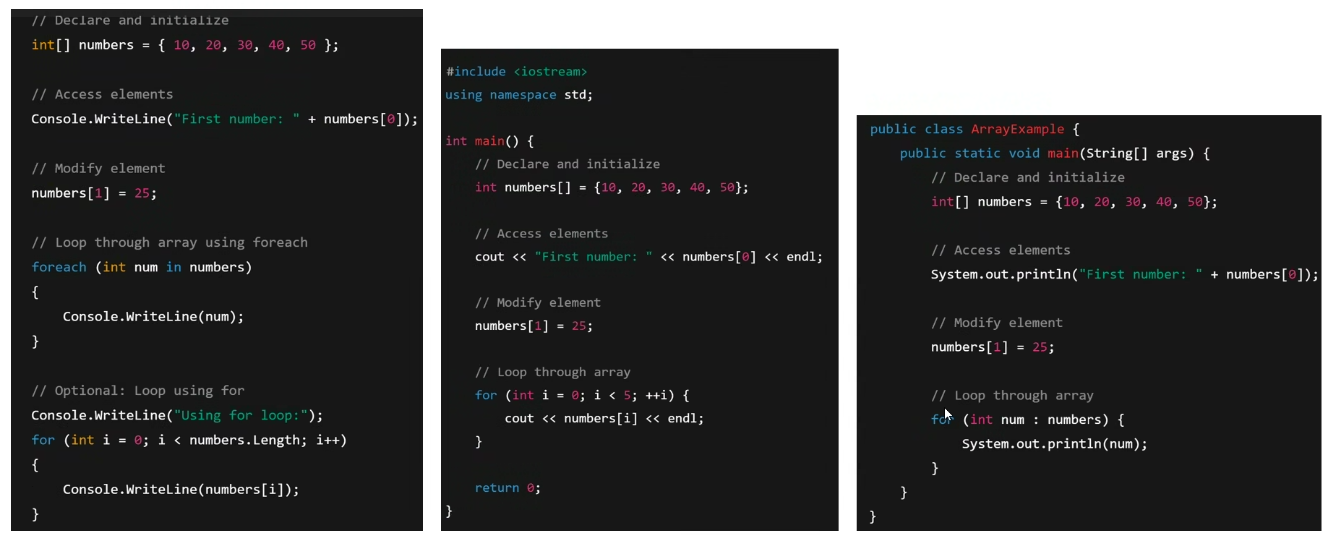 // Declare and initialize
int[] numbers = { 10, 20, 30, 40, 50 };
// Access elements
Console.WriteLine("First number: " + numbers[0]);
// Modify element
numbers[1] = 25;
// Loop through array using foreach
foreach (int num in numbers)
{
    Console.WriteLine(num);
}
// Optional: Loop using for
Console.WriteLine("Using for loop:");
for (int i = 0; i < numbers.Length; i++)
{
    Console.WriteLine(numbers[i]);
}
#include <iostream>
using namespace std;
int main() {
    // Declare and initialize
    int numbers[] = {10, 20, 30, 40, 50};
    // Access elements
    cout << "First number: " << numbers[0] << endl;
    // Modify element
    numbers[1] = 25;
    // Loop through array
    for (int i = 0; i < 5; ++i) {
        cout << numbers[i] << endl;
    }
    return 0;
}
public class ArrayExample {
    public static void main(String[] args) {
        // Declare and initialize
        int[] numbers = {10, 20, 30, 40, 50};
        // Access elements
        System.out.println("First number: " + numbers[0]);
        // Modify element
        numbers[1] = 25;
        // Loop through array
        for (int num : numbers) {
            System.out.println(num);
        }
    }
}